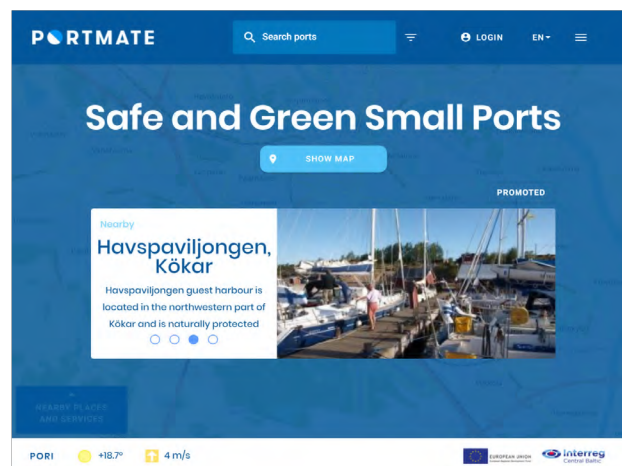 PORTMATE
Search ports
LOGIN
EN
Safe and Green Small Ports
SHOW MAP
PROMOTED
Nearby
Havspaviljongen,
Kökar
Havspaviljongen guest harbour is
located in the northwestern part of
Kökar and is naturally protected
NEARBY PLACES
AND SERVICES
PORI
+18.7°
4 m/s
EUROPEAN UNION
Interreg
Central Baltic